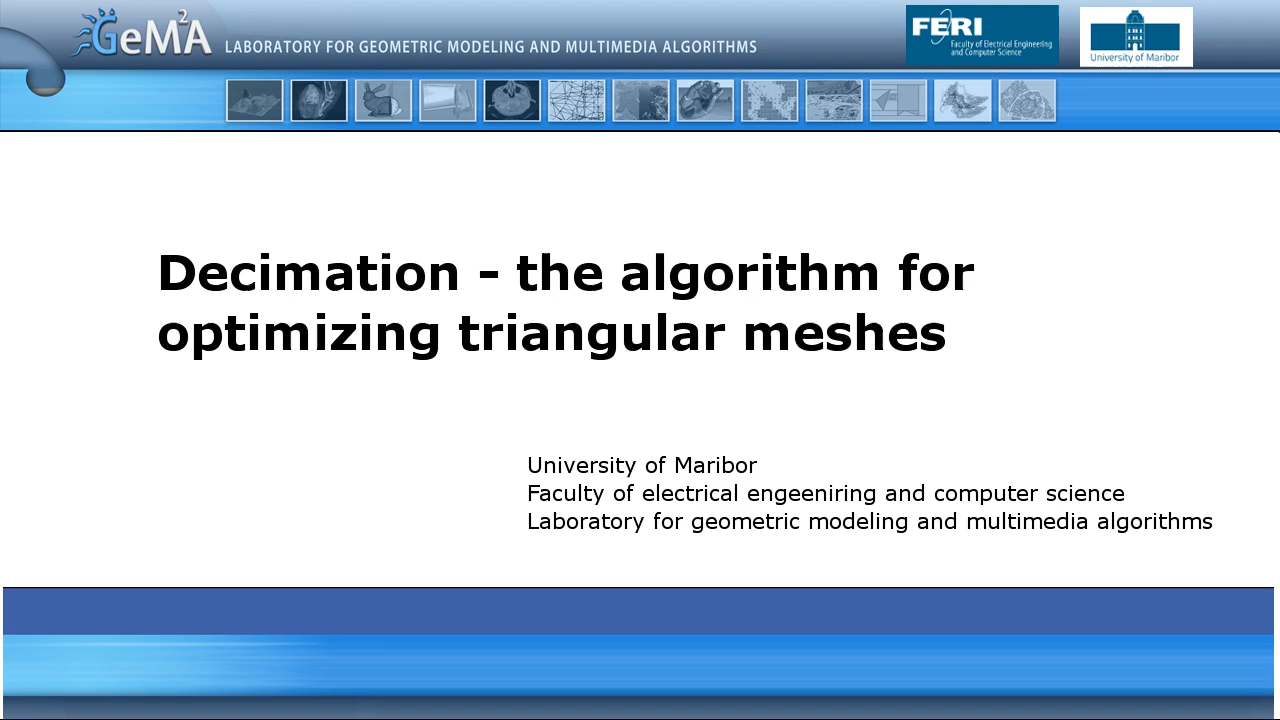 GeM²A
LABORATORY FOR GEOMETRIC MODELING AND MULTIMEDIA ALGORITHMS
FERI
Faculty of Electrical Engineering
and Computer Science
University of Maribor
Decimation - the algorithm for
optimizing triangular meshes
University of Maribor
Faculty of electrical engeeniring and computer science
Laboratory for geometric modeling and multimedia algorithms